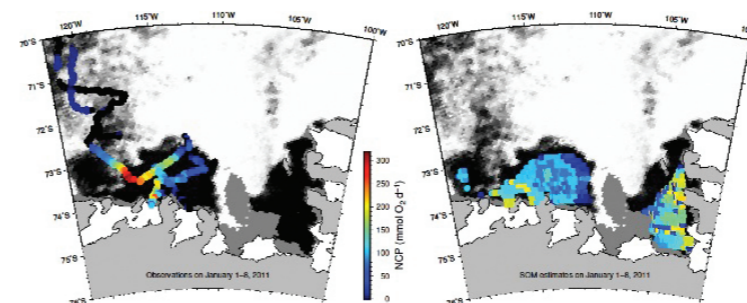 120°W
115°W
110°W
105°W
100°W
70°S
71°S
72°S
73°S
74°S
75°S
Observations on January 1–8, 2011
300
250
200
150
100
50
0
NCP (mmol O₂ d⁻¹)
120°W
115°W
110°W
105°W
70°S
71°S
72°S
73°S
74°S
75°S
SOM estimates on January 1–8, 2011